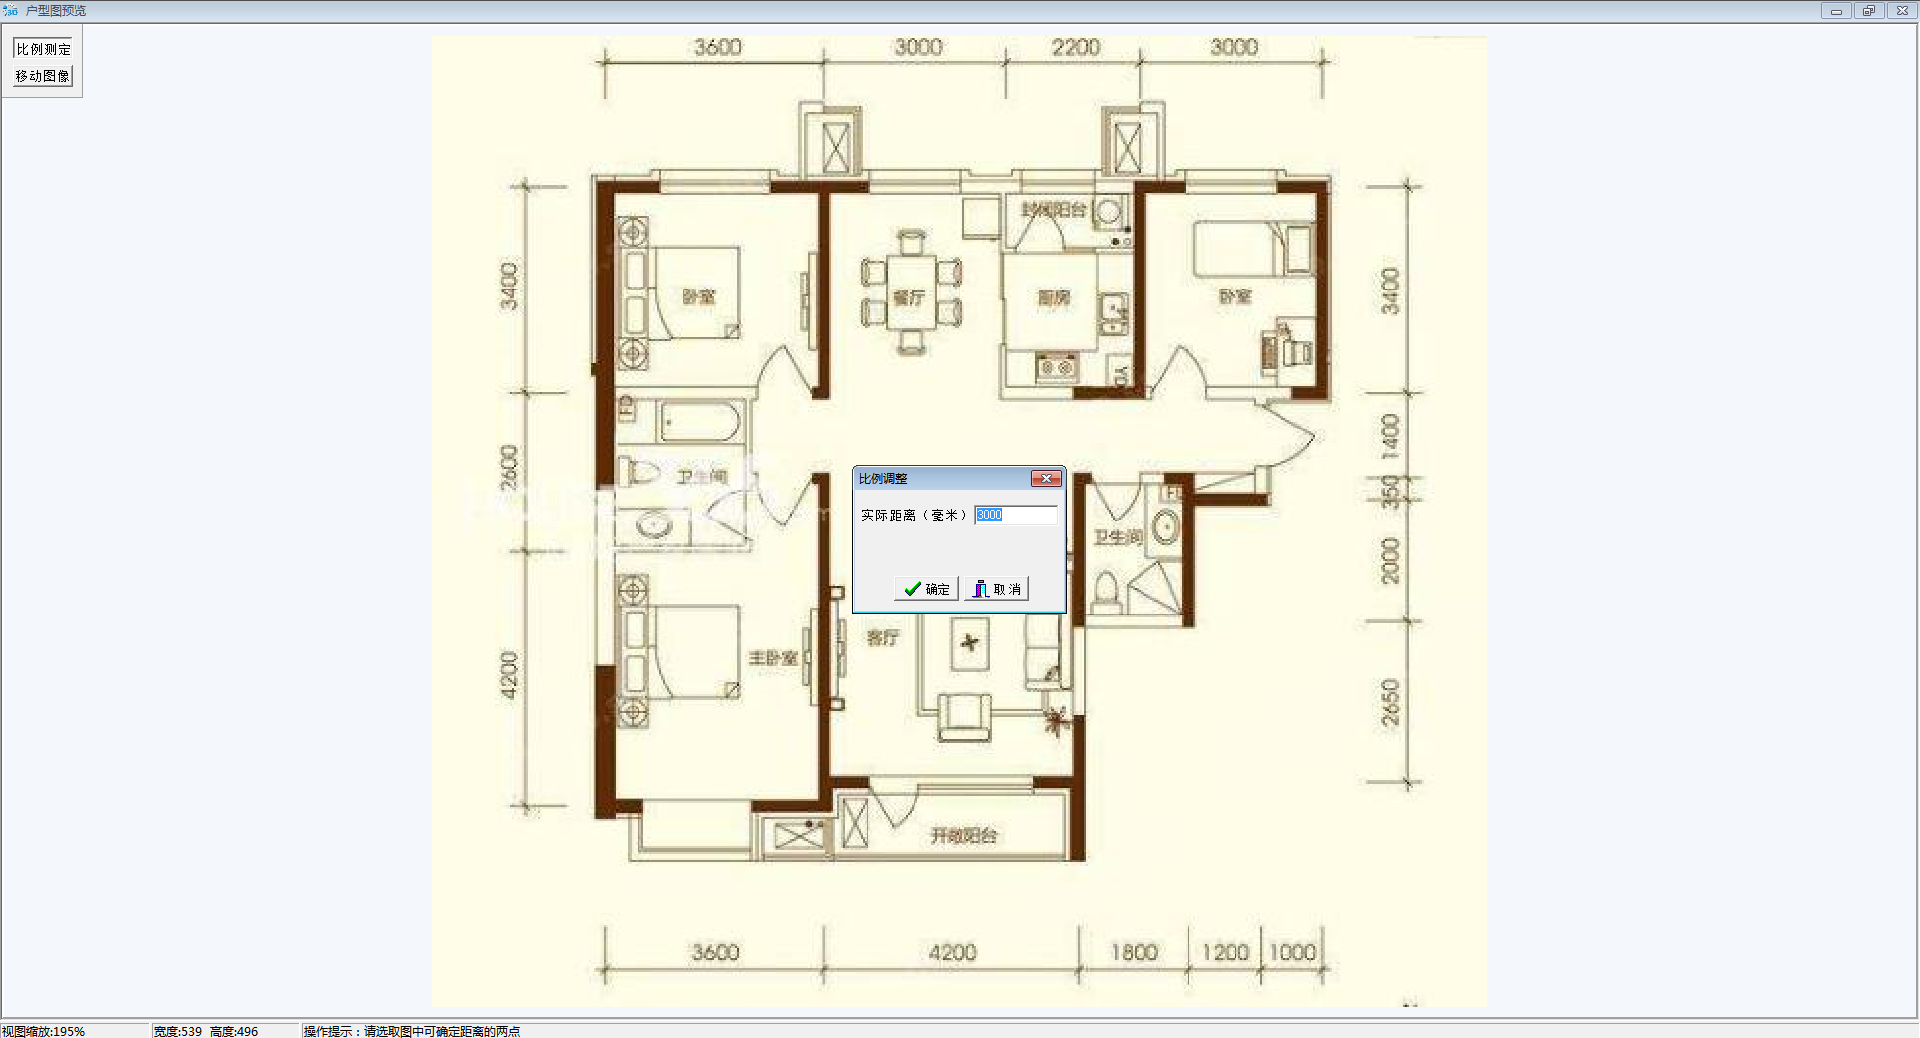 户型图预览
比例测定
移动图像
3600
3000
2200
3000
3400
2600
4200
3400
1400
350
2000
2650
卧室
餐厅
封闭阳台
厨房
YD
卧室
FD
卫生间
主卧室
客厅
卫生间
开敞阳台
比例调整
实际距离（毫米）
3000
确定
取消
3600
4200
1800
1200
1000
视图缩放:195%
宽度:539 高度:496
操作提示：请选取图中可确定距离的两点